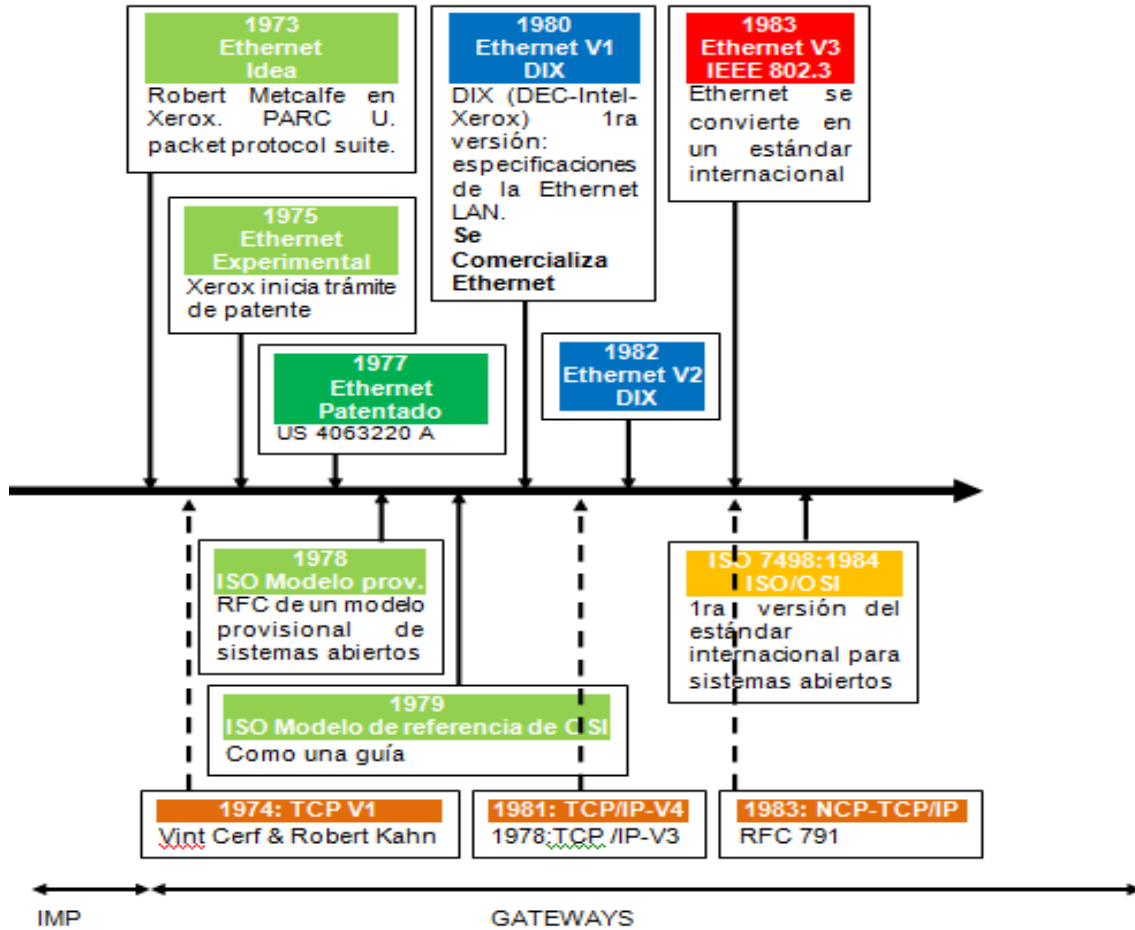 1973
Ethernet
Idea
Robert Metcalfe en
Xerox. PARC U.
packet protocol suite.
1980
Ethernet V1
DIX
DIX (DEC-Intel-
Xerox) 1ra
versión:
especificaciones
de la Ethernet
LAN.
Se
Comercializa
Ethernet
1983
Ethernet V3
IEEE 802.3
Ethernet se
convierte en
un estándar
internacional
1975
Ethernet
Experimental
Xerox inicia trámite
de patente
1977
Ethernet
Patentado
US 4063220 A
1982
Ethernet V2
DIX
1978
ISO Modelo prov.
RFC de un modelo
provisional de
sistemas abiertos
ISO 7498:1984
ISO/OSI
1ra versión del
estándar
internacional para
sistemas abiertos
1979
ISO Modelo de referencia de OSI
Como una guía
1974: TCP V1
Vint Cerf & Robert Kahn
1981: TCP/IP-V4
1978:TCP /IP-V3
1983: NCP-TCP/IP
RFC 791
IMP
GATEWAYS